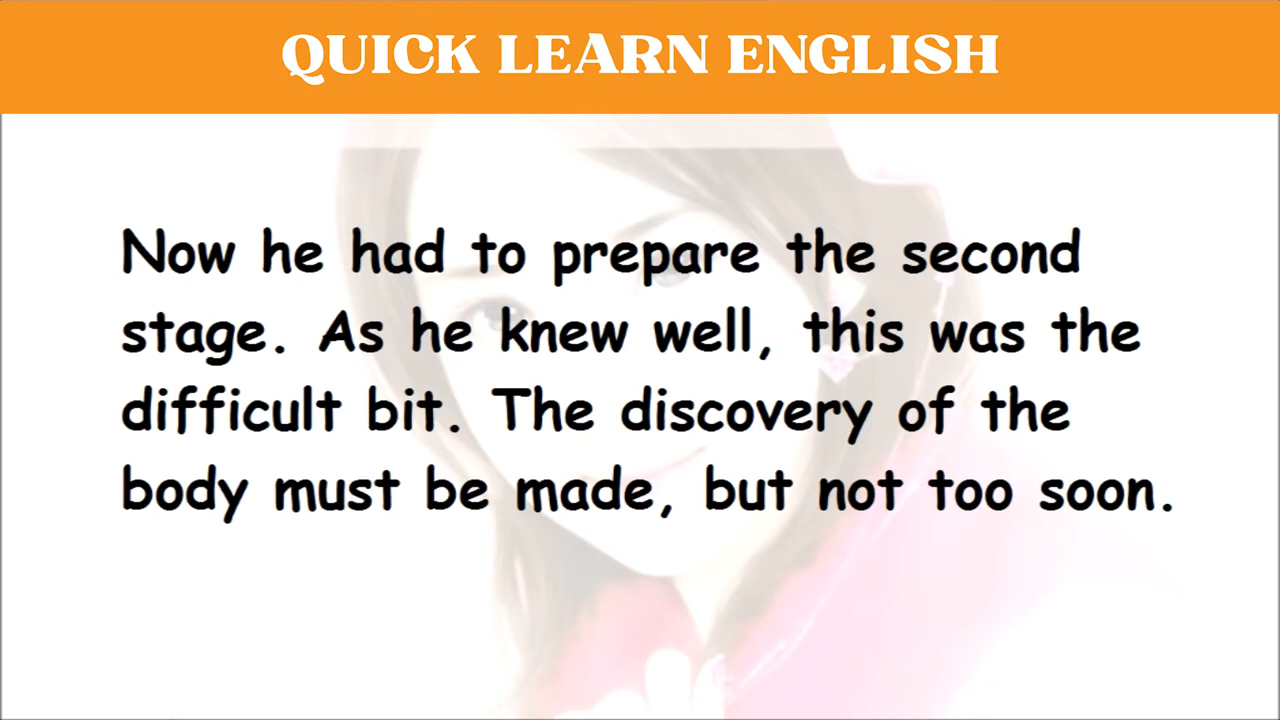 QUICK LEARN ENGLISH
Now he had to prepare the second
stage. As he knew well, this was the
difficult bit. The discovery of the
body must be made, but not too soon.